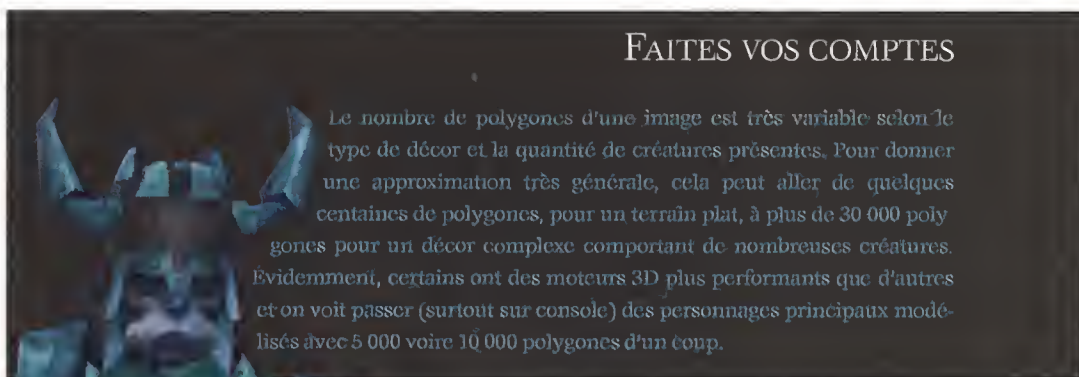 FAITES VOS COMPTES
Le nombre de polygones d'une image est très variable selon le
type de décor et la quantité de créatures présentes. Pour donner
une approximation très générale, cela peut aller de quelques
centaines de polygones, pour un terrain plat, à plus de 30 000 poly
gones pour un décor complexe comportant de nombreuses créatures.
Évidemment, certains ont des moteurs 3D plus performants que d'autres
et on voit passer (surtout sur console) des personnages principaux modé-
lisés avec 5 000 voire 10 000 polygones d'un coup.